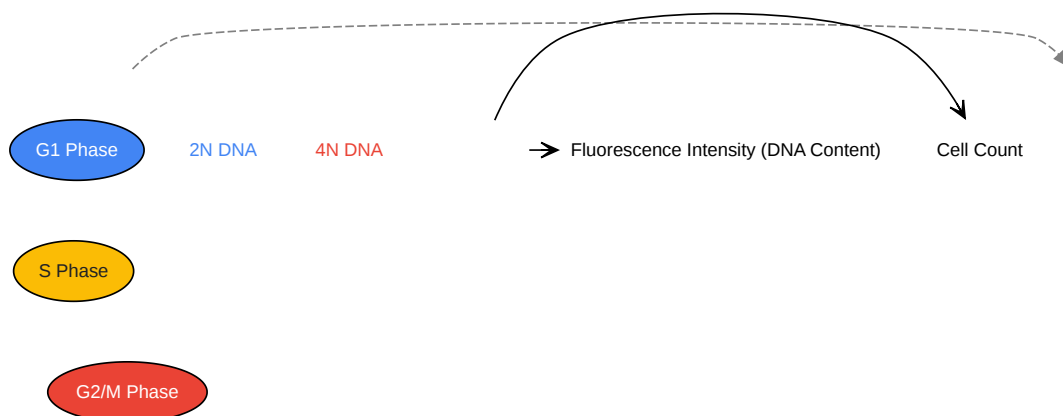 G1 Phase
2N DNA
4N DNA
Fluorescence Intensity (DNA Content)
Cell Count
S Phase
G2/M Phase